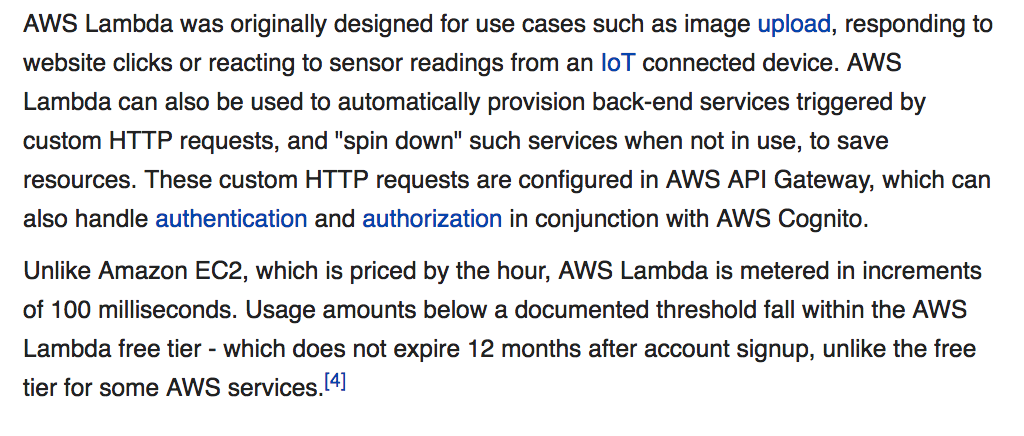 AWS Lambda was originally designed for use cases such as image upload, responding to
website clicks or reacting to sensor readings from an IoT connected device. AWS
Lambda can also be used to automatically provision back-end services triggered by
custom HTTP requests, and "spin down" such services when not in use, to save
resources. These custom HTTP requests are configured in AWS API Gateway, which can
also handle authentication and authorization in conjunction with AWS Cognito.
Unlike Amazon EC2, which is priced by the hour, AWS Lambda is metered in increments
of 100 milliseconds. Usage amounts below a documented threshold fall within the AWS
Lambda free tier - which does not expire 12 months after account signup, unlike the free
tier for some AWS services.[4]